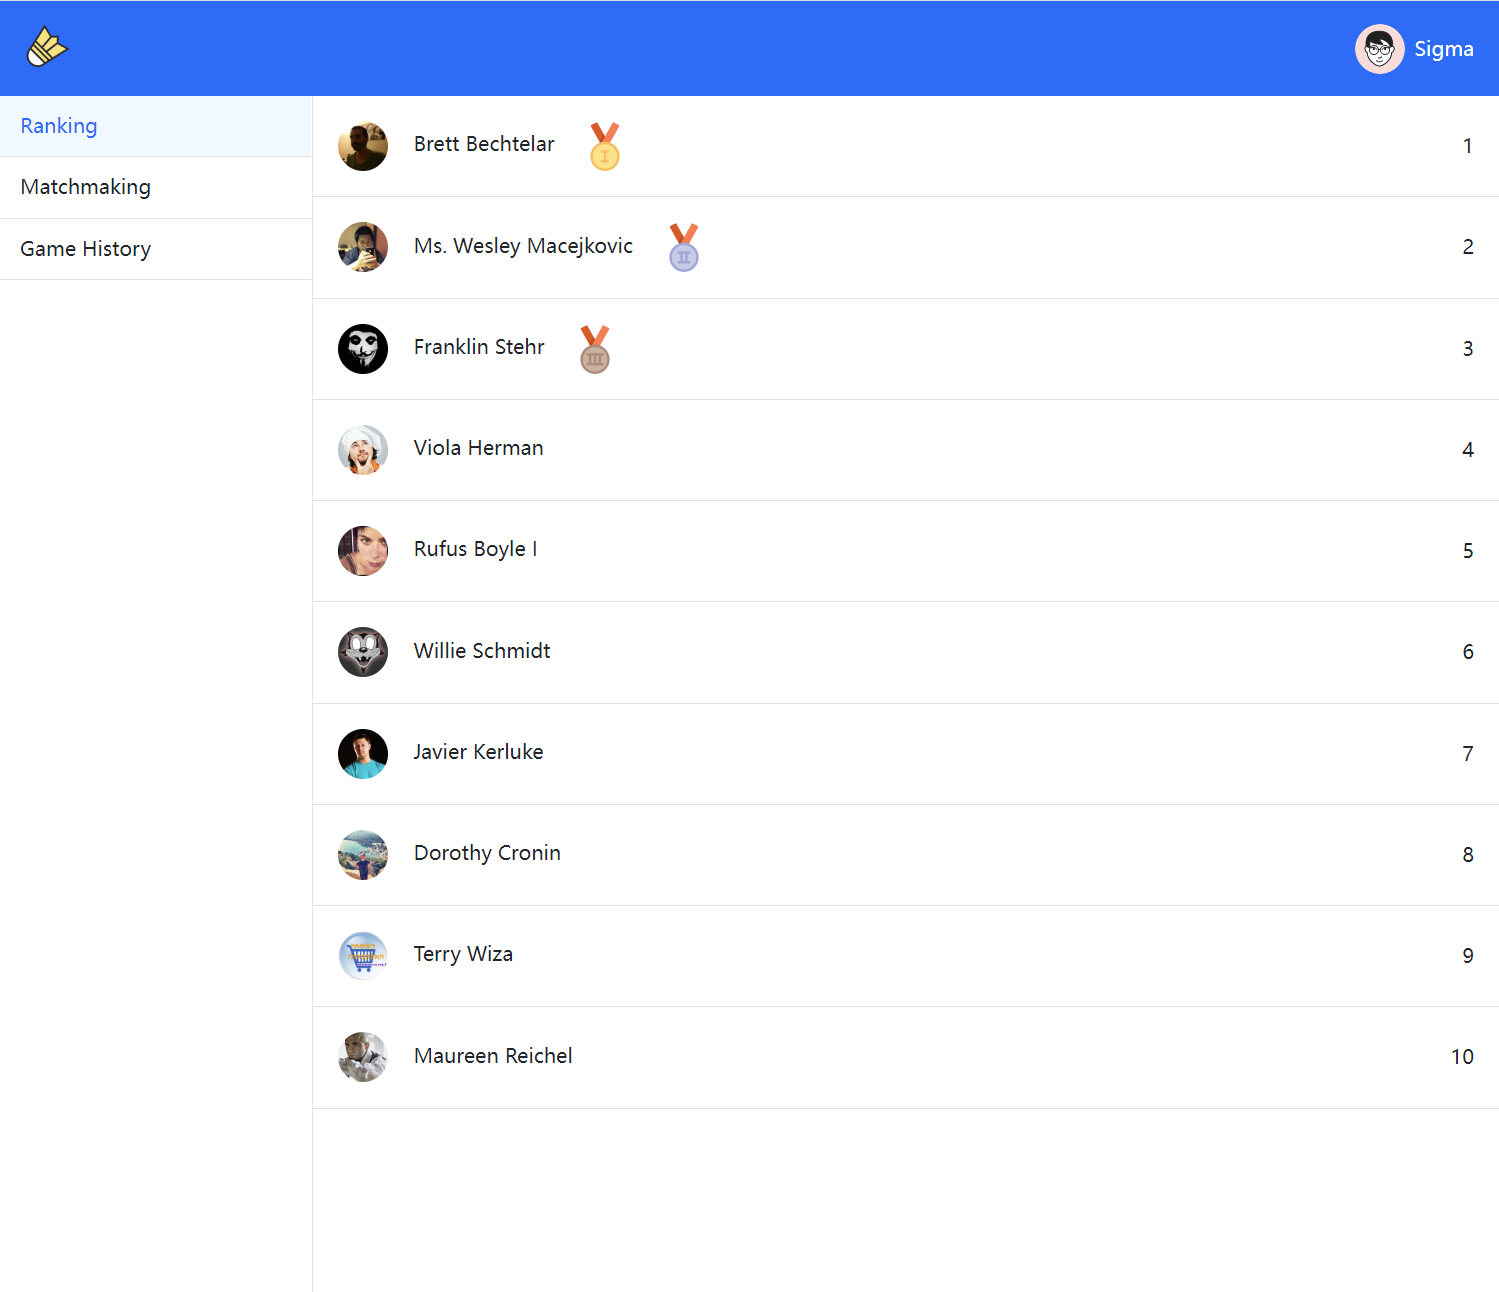 Sigma
Ranking
Matchmaking
Game History
Brett Bechtelar I 1
Ms. Wesley Macejkovic II 2
Franklin Stehr III 3
Viola Herman 4
Rufus Boyle I 5
Willie Schmidt 6
Javier Kerluke 7
Dorothy Cronin 8
Terry Wiza 9
Maureen Reichel 10